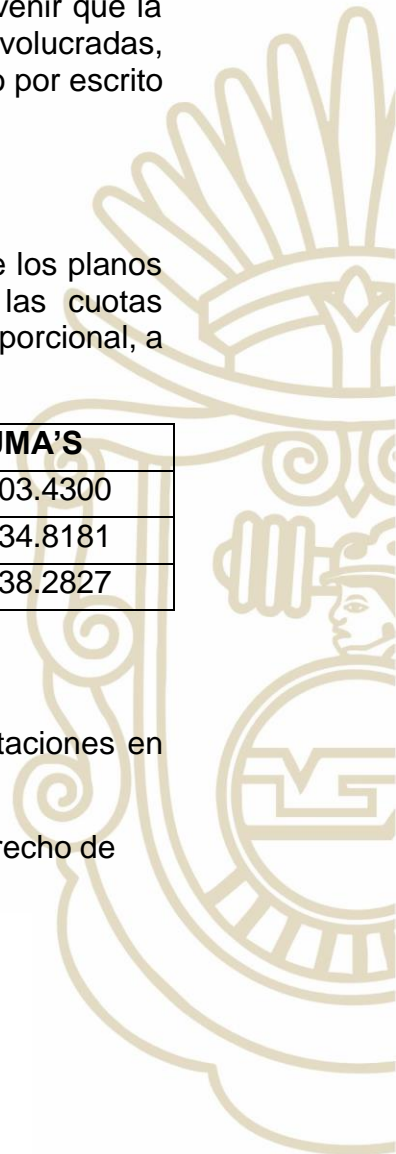 venir que la
volucradas,
o por escrito
e los planos
las cuotas
porcional, a
UMA’S
03.4300
34.8181
38.2827
taciones en
recho de